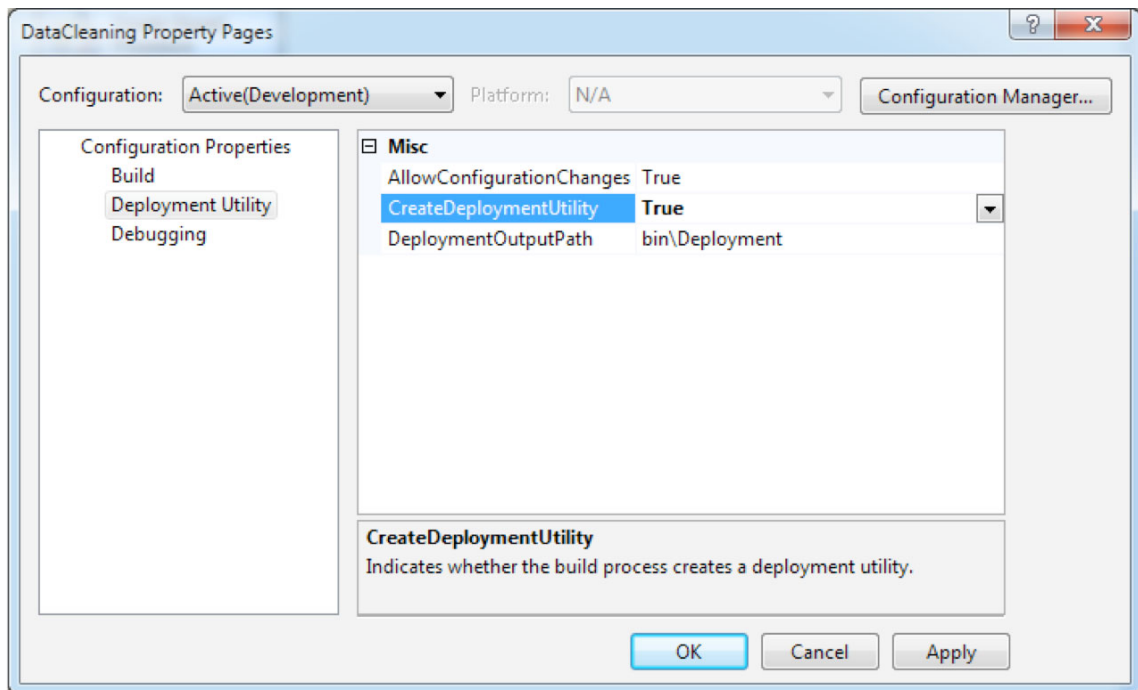 DataCleaning Property Pages
Configuration: Active(Development) Platform: N/A Configuration Manager...
Configuration Properties
Build
Deployment Utility
Debugging
Misc
AllowConfigurationChanges True
CreateDeploymentUtility True
DeploymentOutputPath bin\Deployment
CreateDeploymentUtility
Indicates whether the build process creates a deployment utility.
OK Cancel Apply